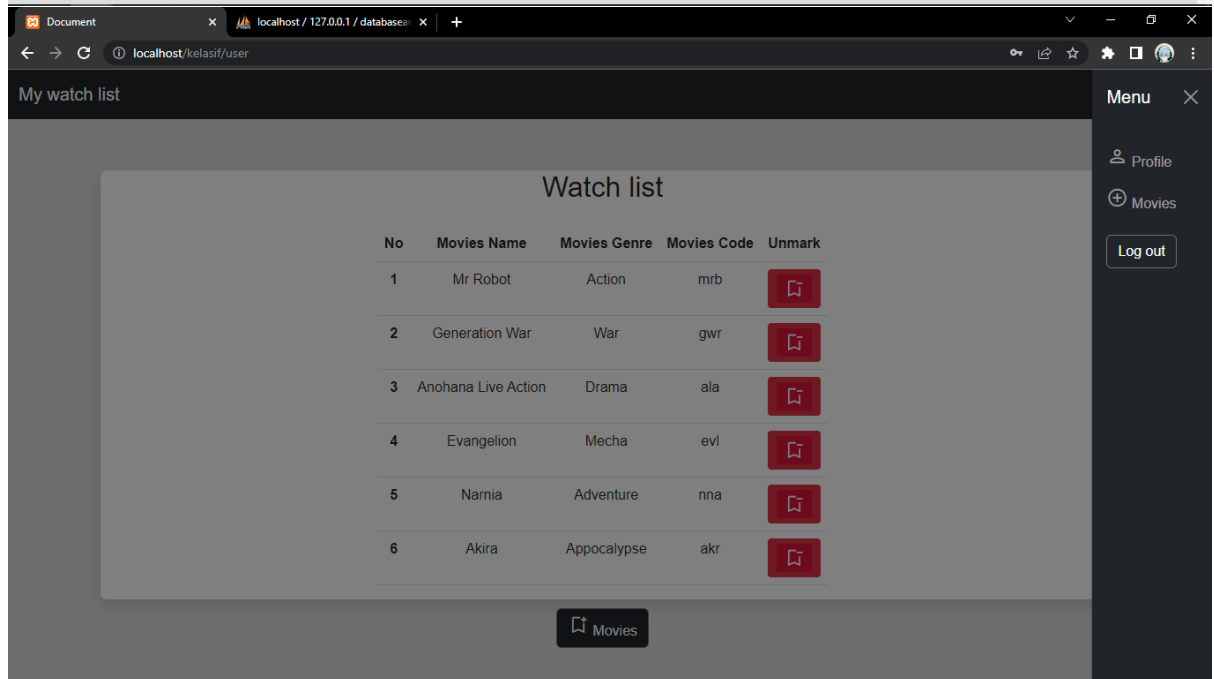 Document
localhost / 127.0.0.1 / databasea
localhost/kelasif/user
My watch list
Menu
Profile
Movies
Log out
Watch list
No Movies Name Movies Genre Movies Code Unmark
1 Mr Robot Action mrb
2 Generation War War gwr
3 Anohana Live Action Drama ala
4 Evangelion Mecha evl
5 Narnia Adventure nna
6 Akira Appocalypse akr
Movies